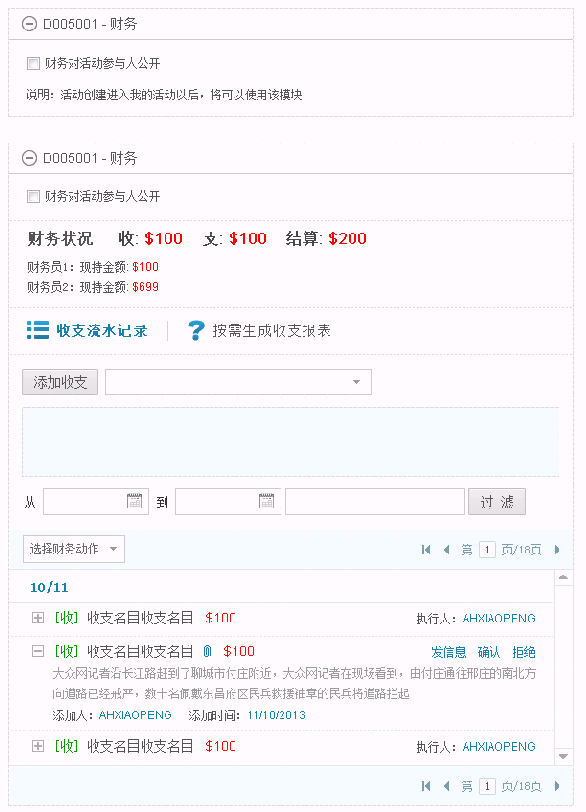 D005001 - 财务
财务对活动参与人公开
说明：活动创建进入我的活动以后，将可以使用该模块
D005001 - 财务
财务对活动参与人公开
财务状况 收: $100 支: $100 结算: $200
财务员1：现持金额: $100
财务员2：现持金额: $699
收支流水记录 ? 按需生成收支报表
添加收支
从 到 过 滤
选择财务动作 第 1 页/18页
10/11
[收] 收支名目收支名目 $100 执行人：AHXIAOPENG
[收] 收支名目收支名目 $100 发信息 确认 拒绝
大众网记者沿长江路赶到了聊城市付庄附近，大众网记者在现场看到，由付庄通往邢庄的南北方
向道路已经戒严，数十名佩戴东昌府区民兵救援袖章的民兵将道路拦起
添加人：AHXIAOPENG 添加时间：11/10/2013
[收] 收支名目收支名目 $100 执行人：AHXIAOPENG
第 1 页/18页